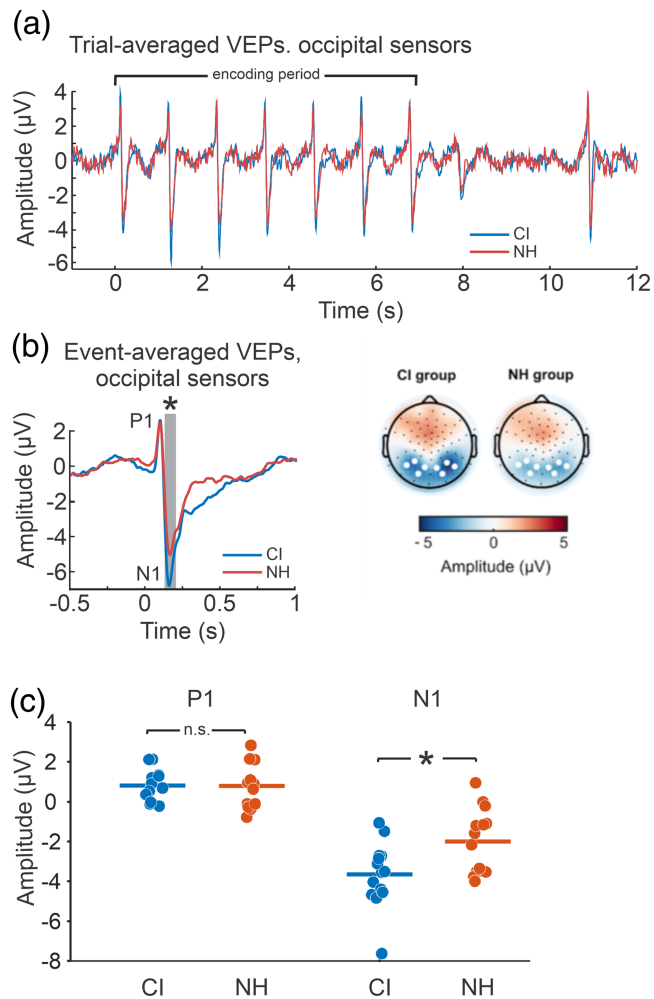 (a)
Trial-averaged VEPs. occipital sensors
encoding period
Amplitude (µV)
4
2
0
-2
-4
-6
CI
NH
0
2
4
6
8
10
12
Time (s)
(b)
Event-averaged VEPs,
occipital sensors
*
P1
N1
Amplitude (µV)
2
0
-2
-4
-6
CI
NH
-0.5
0
0.5
1
Time (s)
CI group
NH group
- 5
0
5
Amplitude (µV)
(c)
P1
N1
n.s.
*
Amplitude (µV)
4
2
0
-2
-4
-6
-8
CI
NH
CI
NH